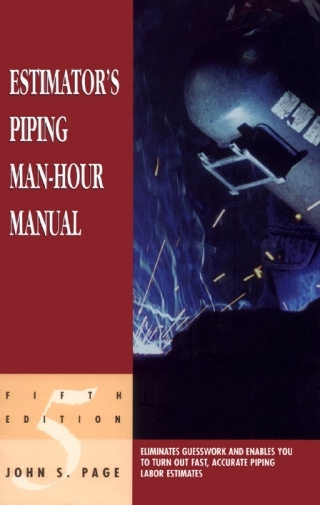 ESTIMATOR'S
PIPING
MAN-HOUR
MANUAL
FIFTH
EDITION
5
JOHN S. PAGE
ELIMINATES GUESSWORK AND ENABLES YOU
TO TURN OUT FAST, ACCURATE PIPING
LABOR ESTIMATES